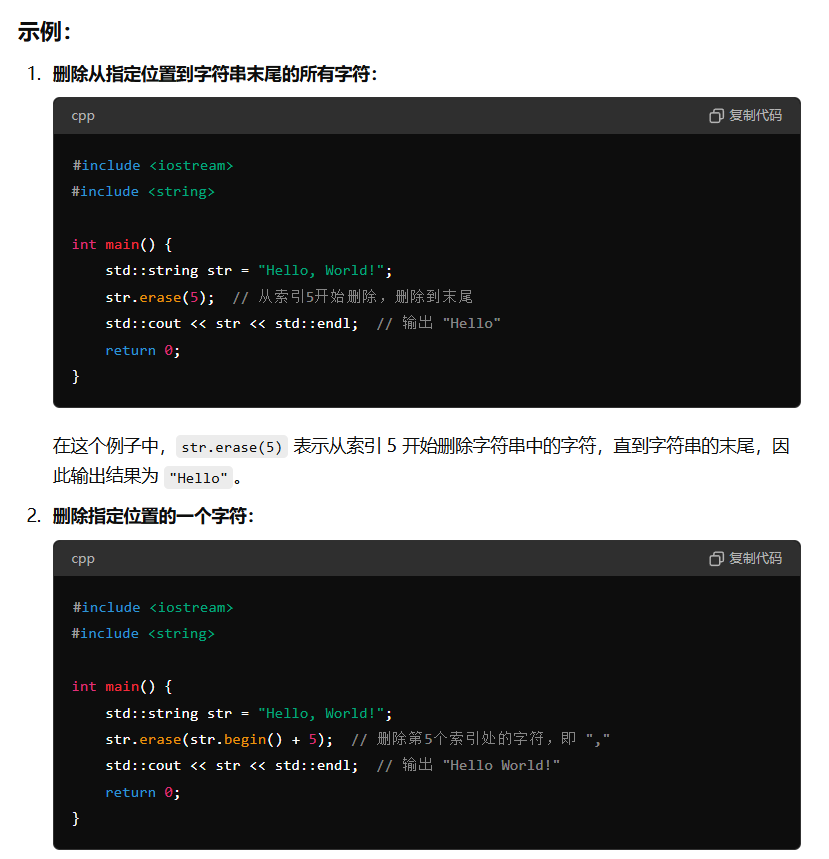 示例：
1. 删除从指定位置到字符串末尾的所有字符：
cpp 复制代码
#include <iostream>
#include <string>
int main() {
    std::string str = "Hello, World!";
    str.erase(5);  // 从索引5开始删除，删除到末尾
    std::cout << str << std::endl;  // 输出 "Hello"
    return 0;
}
在这个例子中， str.erase(5) 表示从索引 5 开始删除字符串中的字符，直到字符串的末尾，因
此输出结果为 "Hello" 。
2. 删除指定位置的一个字符：
cpp 复制代码
#include <iostream>
#include <string>
int main() {
    std::string str = "Hello, World!";
    str.erase(str.begin() + 5);  // 删除第5个索引处的字符，即 ","
    std::cout << str << std::endl;  // 输出 "Hello World!"
    return 0;
}